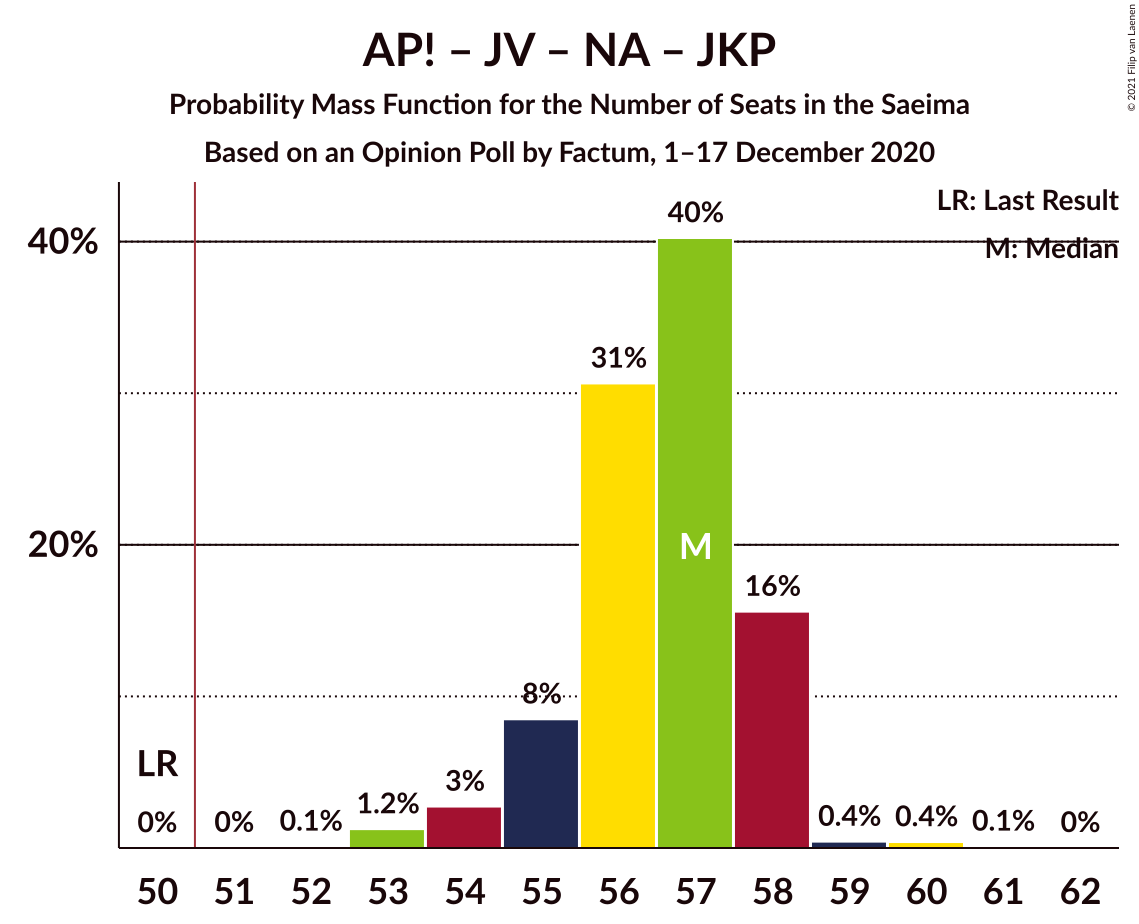 AP! – JV – NA – JKP
Probability Mass Function for the Number of Seats in the Saeima
Based on an Opinion Poll by Factum, 1–17 December 2020
© 2021 Filip van Laenen
LR: Last Result
M: Median
40%
20%
40%
31%
M
16%
8%
LR
3%
1.2%
0%
0%
0.1%
0.4%
0.4%
0.1%
0%
50 51 52 53 54 55 56 57 58 59 60 61 62